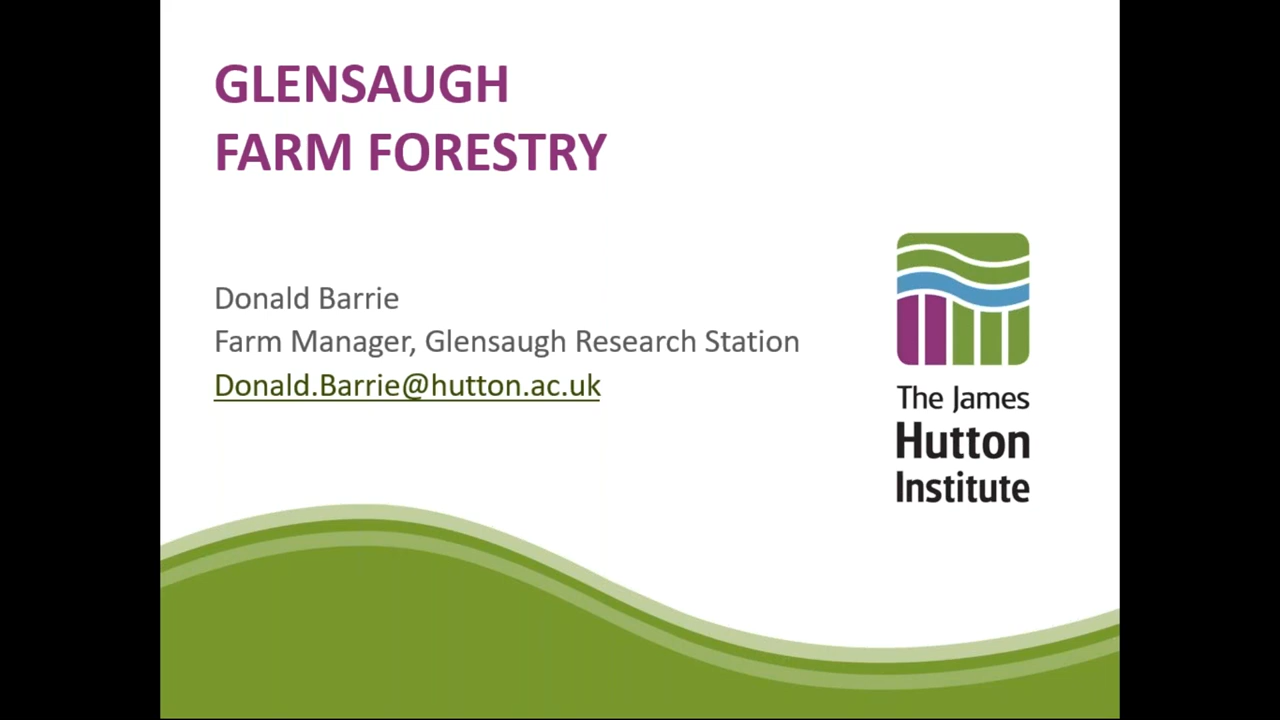 GLENSAUGH
FARM FORESTRY
Donald Barrie
Farm Manager, Glensaugh Research Station
Donald.Barrie@hutton.ac.uk
The James
Hutton
Institute